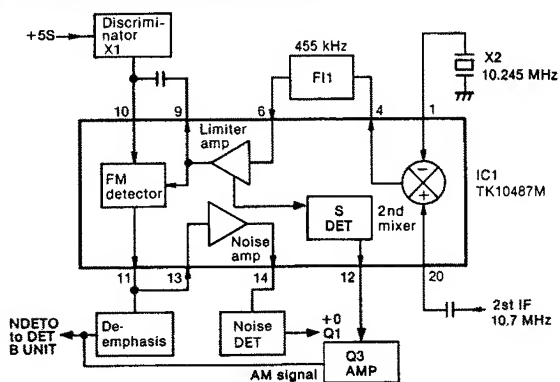 Discrimi-
nator
X1
+5S
455 kHz
FI1
X2
10.245 MHz
10
9
6
4
1
Limiter
amp
FM
detector
IC1
TK10487M
S
DET
2nd
mixer
Noise
amp
11
13
14
12
20
NDETO
to DET
B UNIT
De-
emphasis
Noise
DET
+0
Q1
Q3
AMP
AM signal
2st IF
10.7 MHz
−
+